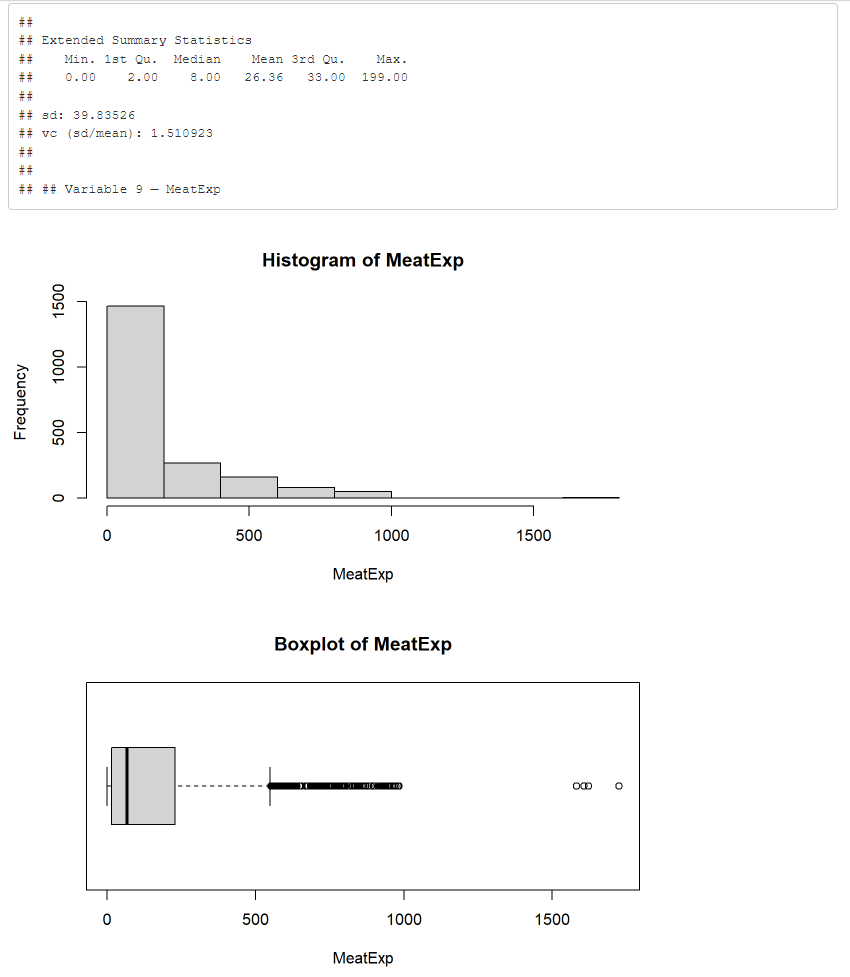 ##
## Extended Summary Statistics
##    Min. 1st Qu.  Median    Mean 3rd Qu.    Max.
##    0.00    2.00    8.00   26.36   33.00  199.00
##
## sd: 39.83526
## vc (sd/mean): 1.510923
##
##
## ## Variable 9 – MeatExp
Histogram of MeatExp
1500
1000
500
0
Frequency
0 500 1000 1500
MeatExp
Boxplot of MeatExp
0 500 1000 1500
MeatExp